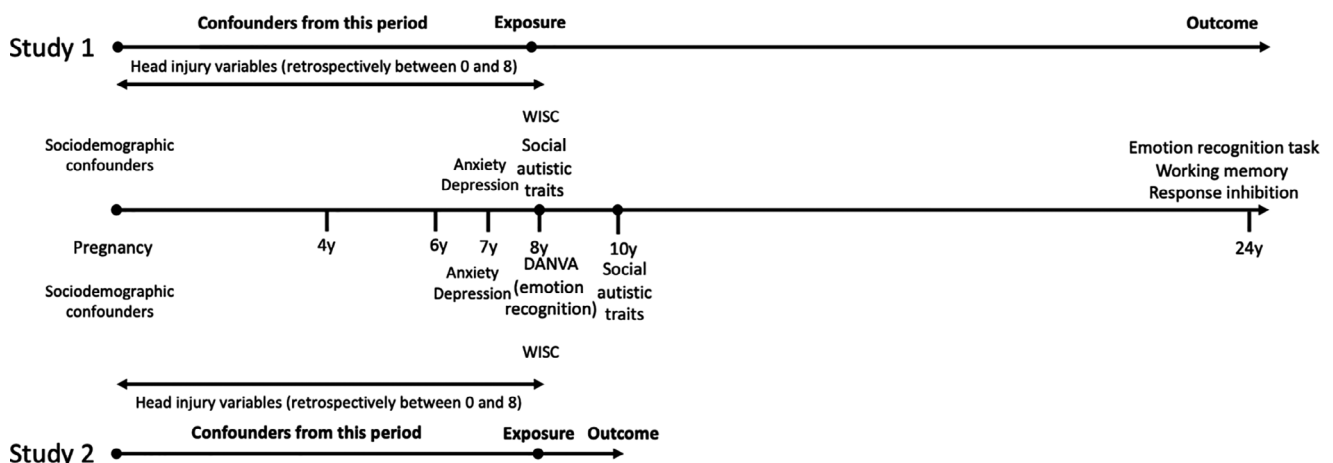 Confounders from this period
Exposure
Outcome
Study 1
Head injury variables (retrospectively between 0 and 8)
WISC
Sociodemographic
confounders
Anxiety
Depression
Social
autistic
traits
Emotion recognition task
Working memory
Response inhibition
Pregnancy
4y
6y
7y
8y
10y
24y
Sociodemographic
confounders
Anxiety
Depression
DANVA
(emotion
recognition)
Social
autistic
traits
WISC
Head injury variables (retrospectively between 0 and 8)
Confounders from this period
Exposure
Outcome
Study 2